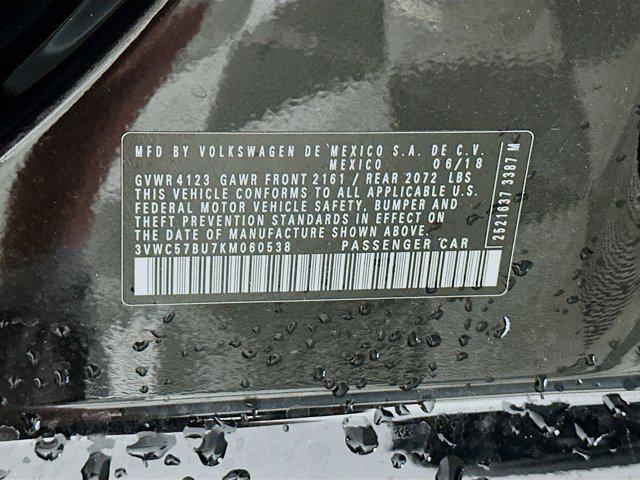 MFD BY VOLKSWAGEN DE MEXICO S.A. DE C.V.
MEXICO 06/18
GVWR 4123 GAWR FRONT 2161 / REAR 2072 LBS
THIS VEHICLE CONFORMS TO ALL APPLICABLE U.S.
FEDERAL MOTOR VEHICLE SAFETY, BUMPER AND
THEFT PREVENTION STANDARDS IN EFFECT ON
THE DATE OF MANUFACTURE SHOWN ABOVE.
3VWC57BU7KM060538 PASSENGER CAR
2521637 3387 M